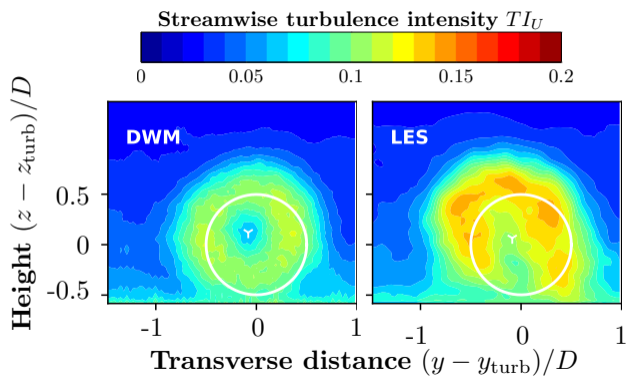 Streamwise turbulence intensity TI_U
0 0.05 0.1 0.15 0.2
DWM LES
Height (z − z_turb)/D
0.5
0
-0.5
-1 0 1 -1 0 1
Transverse distance (y − y_turb)/D